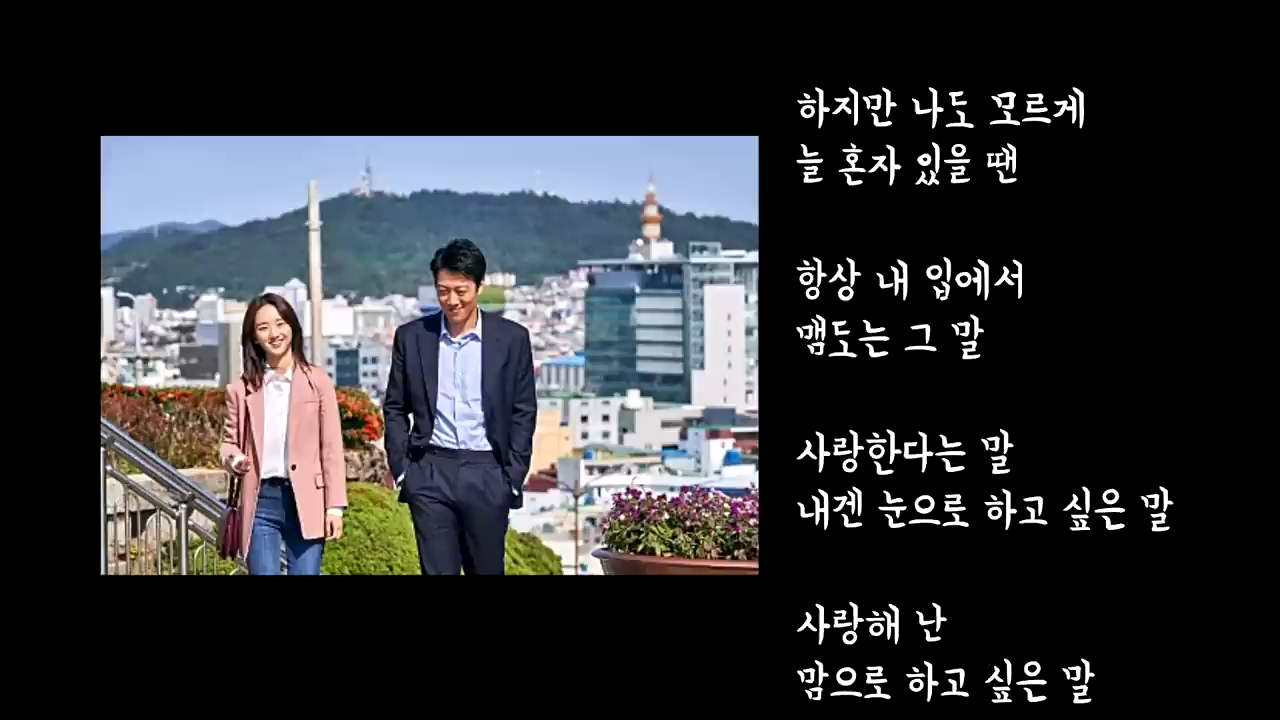 하지만 나도 모르게
늘 혼자 있을 땐
항상 내 입에서
맴도는 그 말
사랑한다는 말
내겐 눈으로 하고 싶은 말
사랑해 난
맘으로 하고 싶은 말